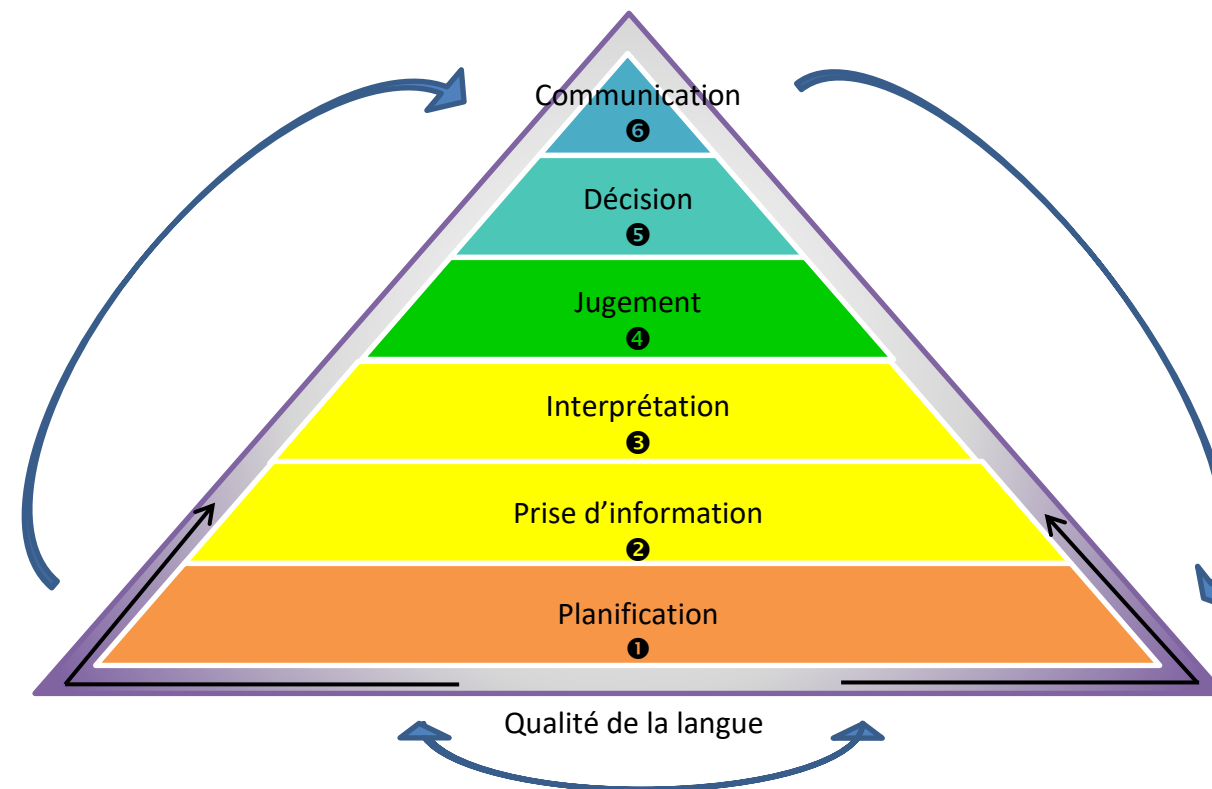 Communication
❻
Décision
❺
Jugement
❹
Interprétation
❸
Prise d’information
❷
Planification
❶
Qualité de la langue